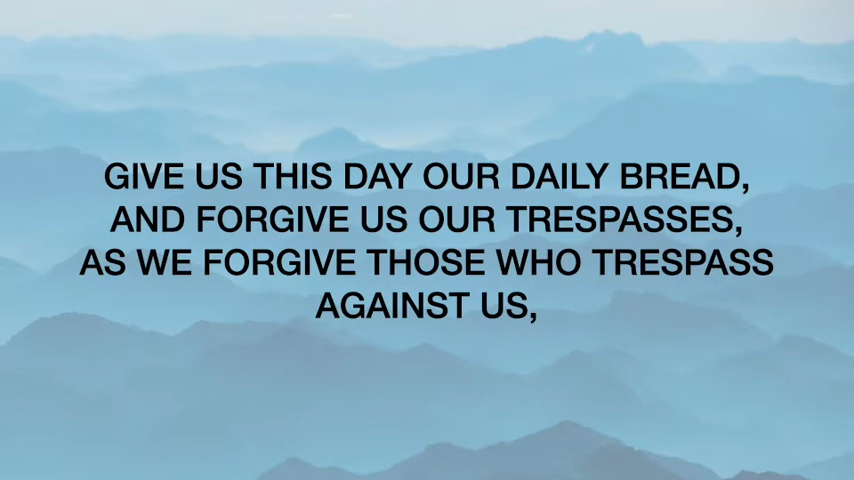 GIVE US THIS DAY OUR DAILY BREAD,
AND FORGIVE US OUR TRESPASSES,
AS WE FORGIVE THOSE WHO TRESPASS
AGAINST US,